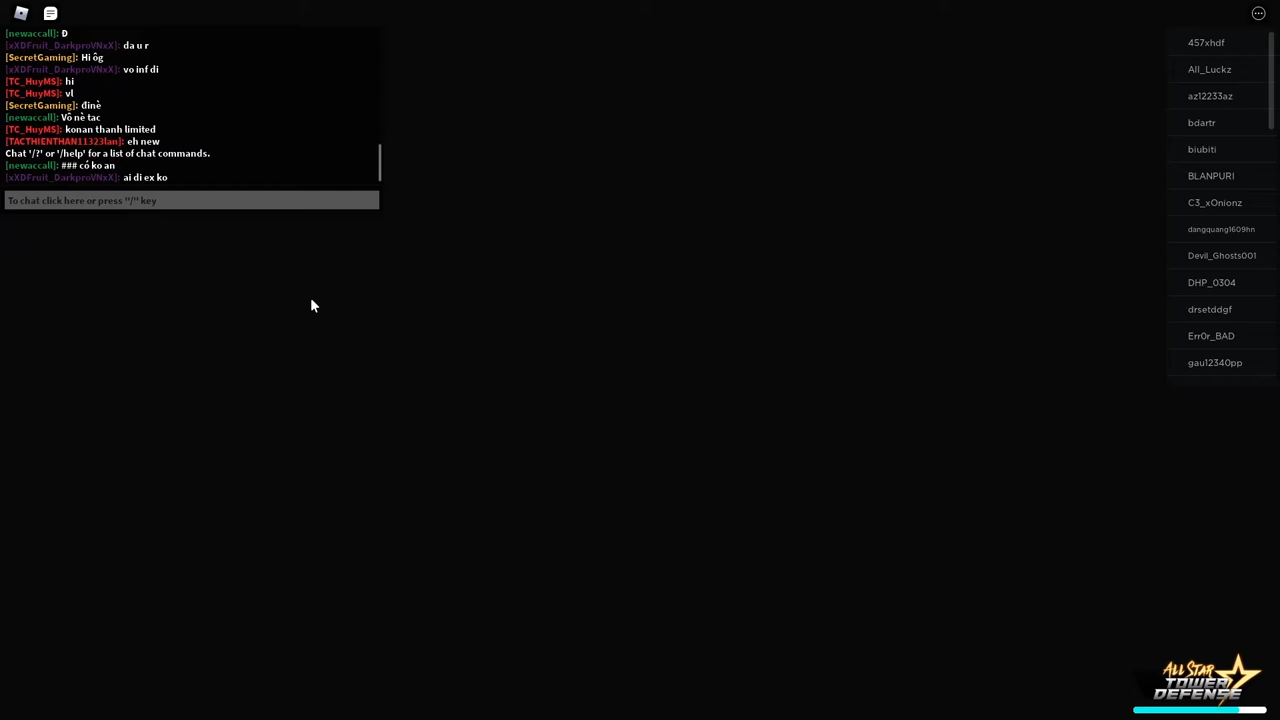 [newaccall]: Đ
[xXDFruit_DarkproVNxX]: da u r
[SecretGaming]: Hi ôg
[xXDFruit_DarkproVNxX]: vo inf di
[TC_HuyMS]: hi
[TC_HuyMS]: vl
[SecretGaming]: đinè
[newaccall]: Vô nè tac
[TC_HuyMS]: konan thanh limited
[TACTHIENTHAN11323lan]: eh new
Chat '/?' or '/help' for a list of chat commands.
[newaccall]: ### có ko an
[xXDFruit_DarkproVNxX]: ai di ex ko
To chat click here or press "/" key
457xhdf
All_Luckz
az12233az
bdartr
biubiti
BLANPURI
C3_xOnionz
dangquang1609hn
Devil_Ghosts001
DHP_0304
drsetddgf
Err0r_BAD
gau12340pp
ALL STAR
TOWER
DEFENSE